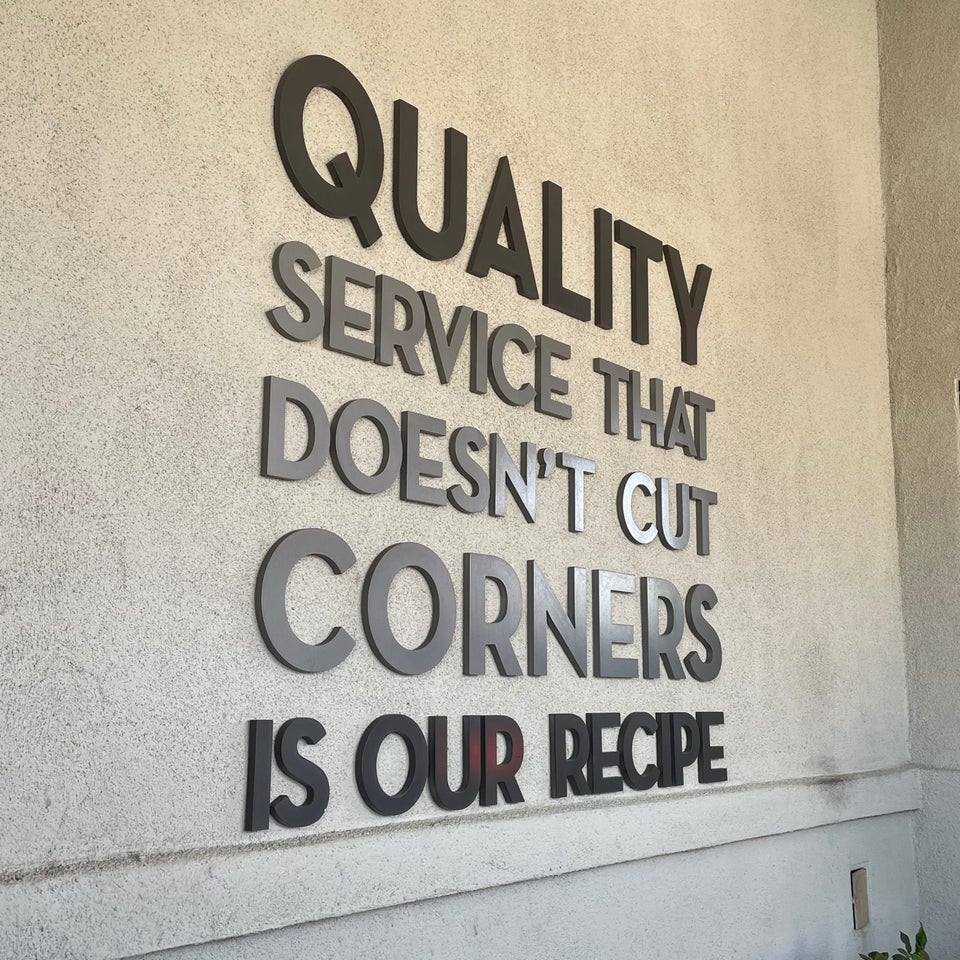 QUALITY
SERVICE THAT
DOESN'T CUT
CORNERS
IS OUR RECIPE